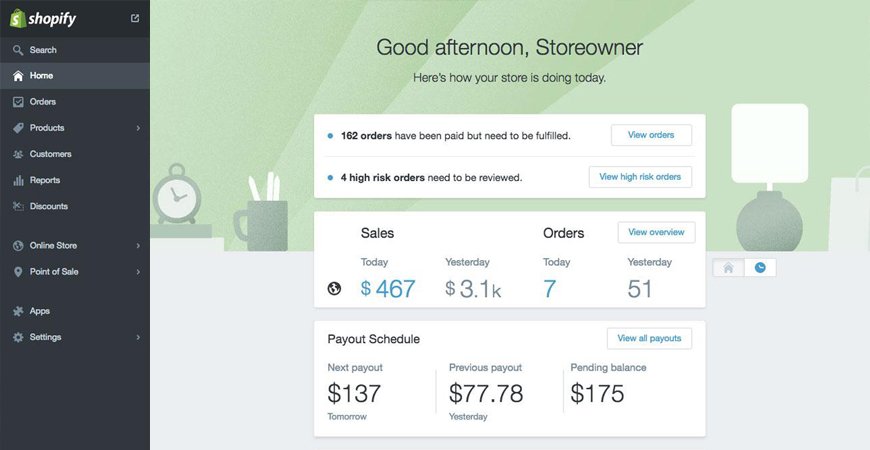 shopify
Search
Home
Orders
Products
Customers
Reports
Discounts
Online Store
Point of Sale
Apps
Settings
Good afternoon, Storeowner
Here's how your store is doing today.
162 orders have been paid but need to be fulfilled.
View orders
4 high risk orders need to be reviewed.
View high risk orders
Sales
Orders
View overview
Today
Yesterday
Today
Yesterday
$ 467
$ 3.1k
7
51
Payout Schedule
View all payouts
Next payout
Previous payout
Pending balance
$137
$77.78
$175
Tomorrow
Yesterday